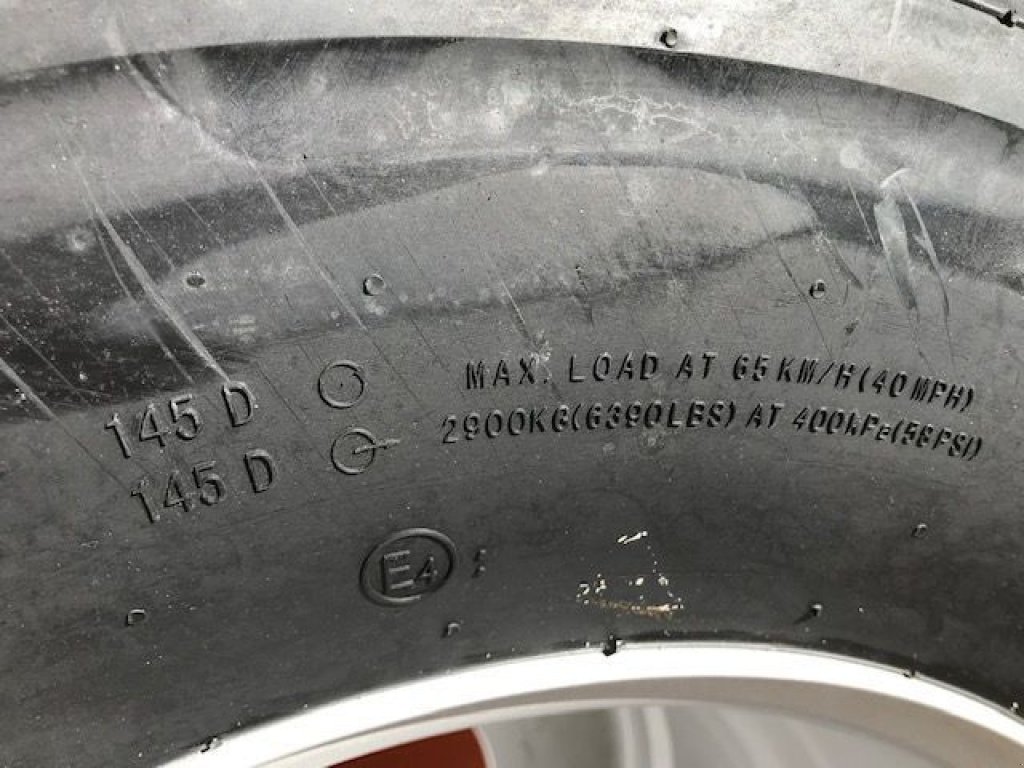 145 D
145 D
MAX. LOAD AT 65 KM/H (40 MPH)
2900KG(6390LBS) AT 400kPa(58PSI)
E4